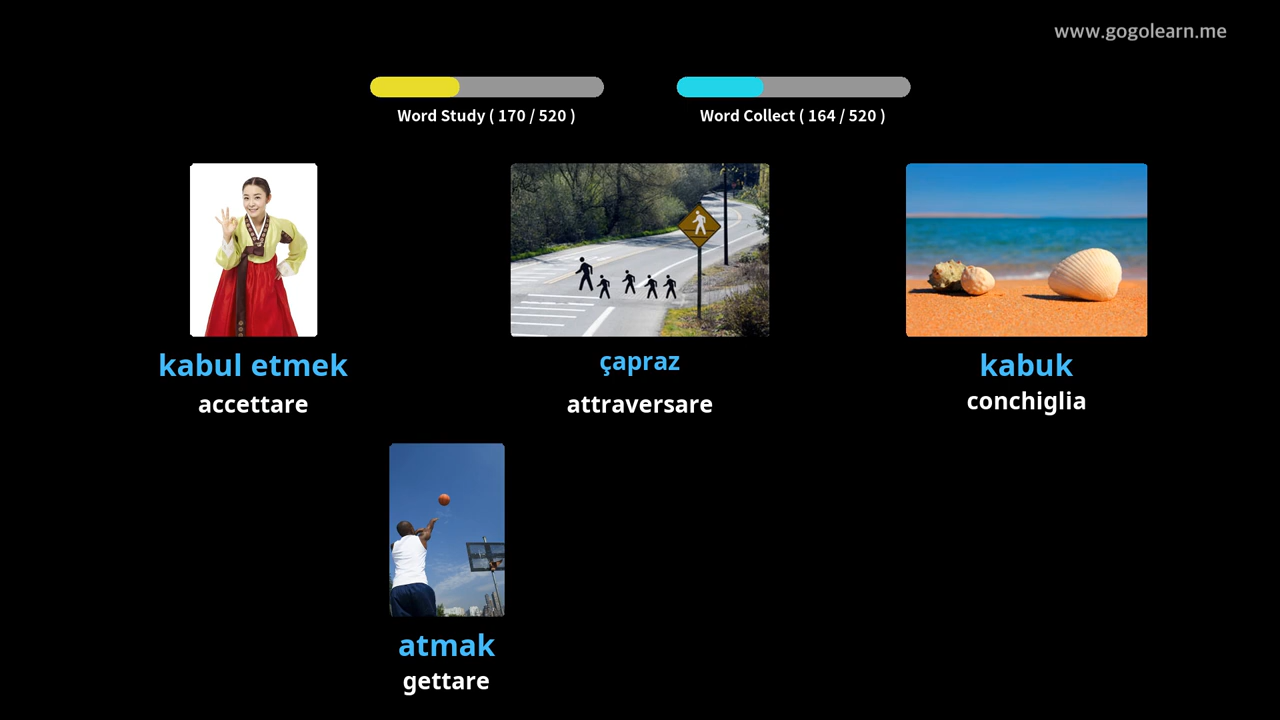 www.gogolearn.me
Word Study ( 170 / 520 )
Word Collect ( 164 / 520 )
kabul etmek
accettare
çapraz
attraversare
kabuk
conchiglia
atmak
gettare